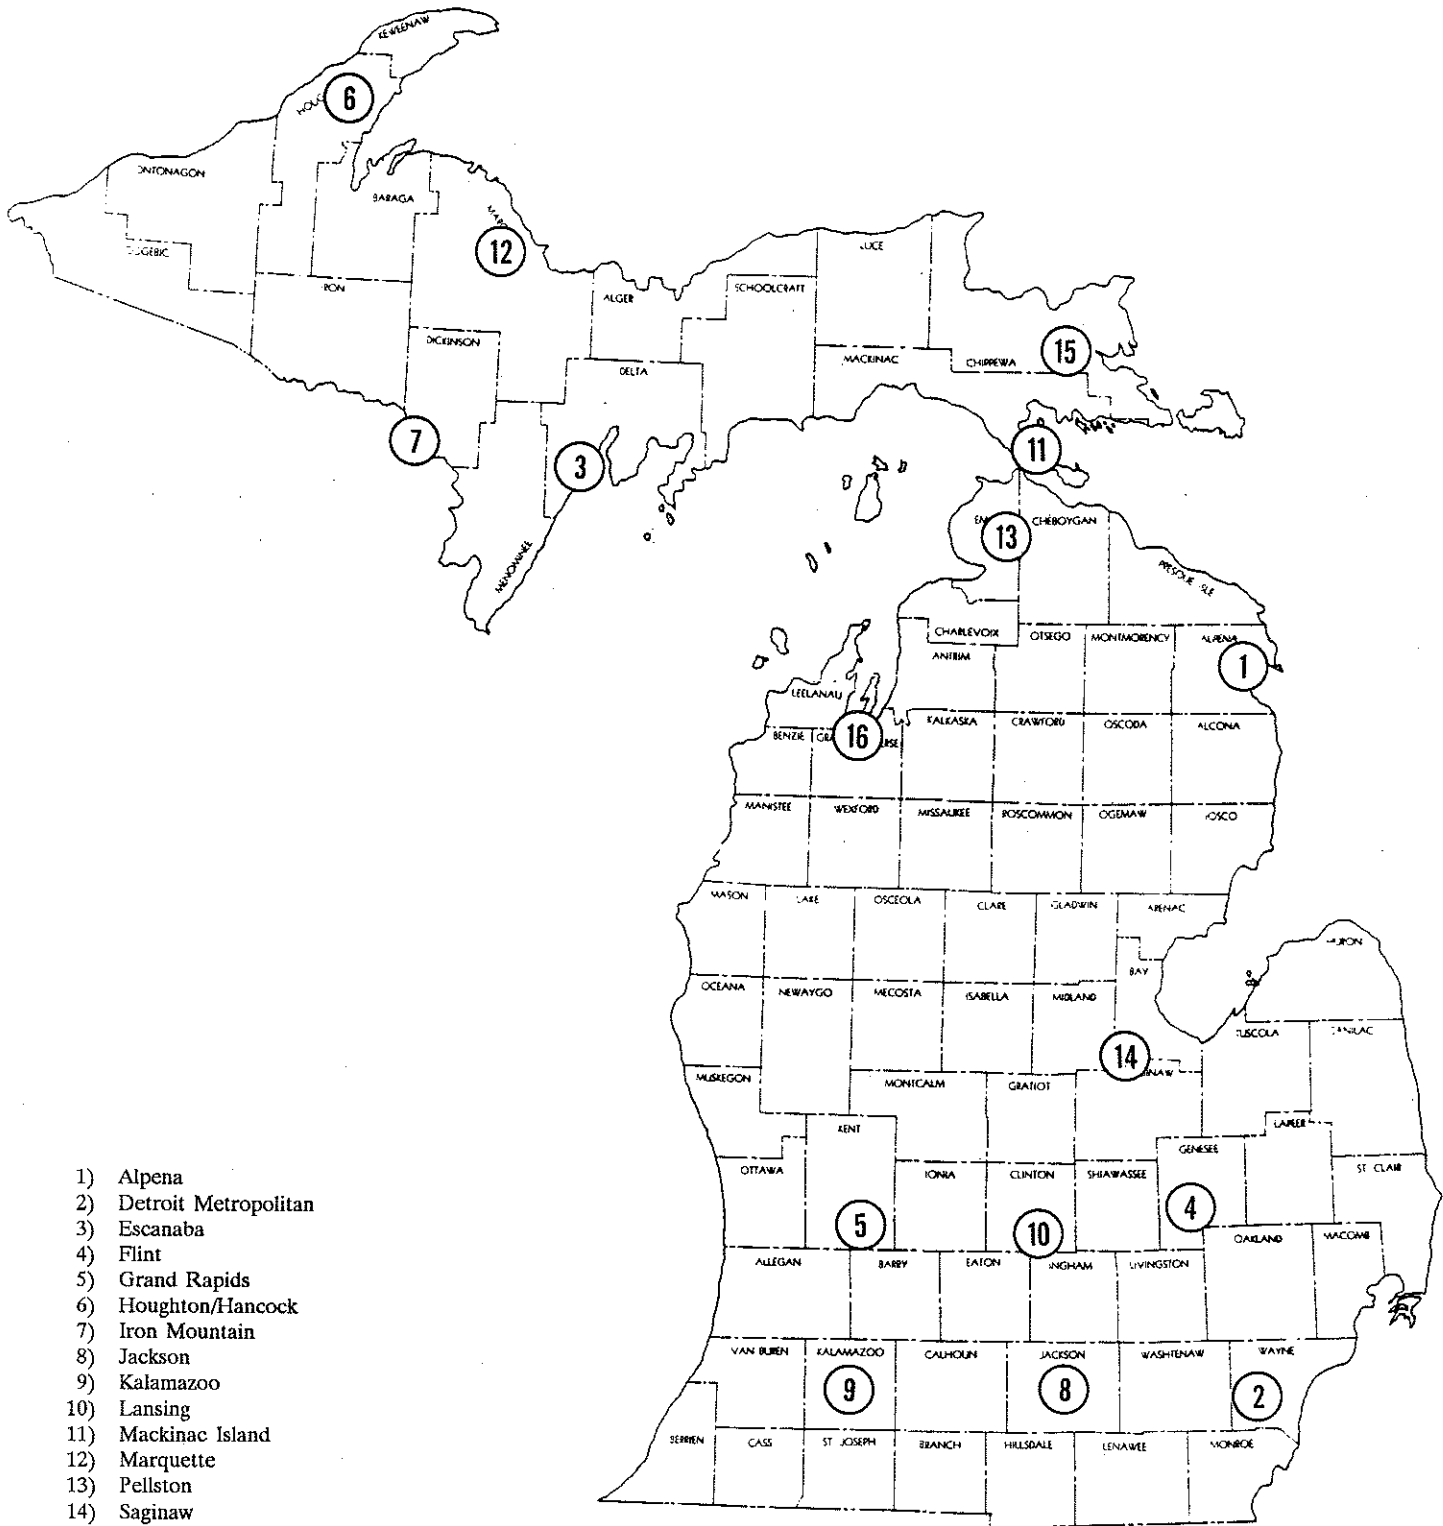 KEWEENAW
6
ONTONAGON
BARAGA
12
LUCE
SCHOOLCRAFT
ALGER
IRON
DICKINSON
15
MACKINAC
CHIPPEWA
DELTA
7
11
3
CHEBOYGAN
13
PRESQUE ISLE
MENOMINEE
CHARLEVOIX
OTSEGO
MONTMORENCY
ALPENA
ANTRIM
1
LEELANAU
KALKASKA
CRAWFORD
OSCODA
ALCONA
BENZIE
16
MANISTEE
WEXFORD
MISSAUKEE
ROSCOMMON
OGEMAW
IOSCO
MASON
LAKE
OSCEOLA
CLARE
GLADWIN
ARENAC
HURON
BAY
OCEANA
NEWAYGO
MECOSTA
ISABELLA
MIDLAND
TUSCOLA
SANILAC
14
MUSKEGON
MONTCALM
GRATIOT
KENT
LAPEER
GENESEE
OTTAWA
IONIA
CLINTON
SHIAWASSEE
ST CLAIR
5
10
4
OAKLAND
MACOMB
ALLEGAN
BARRY
EATON
INGHAM
LIVINGSTON
VAN BUREN
KALAMAZOO
CALHOUN
JACKSON
WASHTENAW
WAYNE
9
8
2
BERRIEN
CASS
ST JOSEPH
BRANCH
HILLSDALE
LENAWEE
MONROE
1) Alpena
2) Detroit Metropolitan
3) Escanaba
4) Flint
5) Grand Rapids
6) Houghton/Hancock
7) Iron Mountain
8) Jackson
9) Kalamazoo
10) Lansing
11) Mackinac Island
12) Marquette
13) Pellston
14) Saginaw